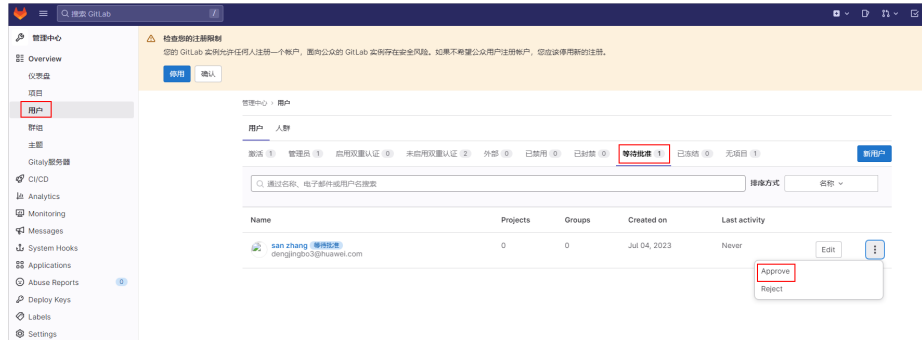 搜索 GitLab
/
管理中心
Overview
仪表盘
项目
用户
群组
主题
Gitaly服务器
CI/CD
Analytics
Monitoring
Messages
System Hooks
Applications
Abuse Reports 0
Deploy Keys
Labels
Settings
检查您的注册限制
您的 GitLab 实例允许任何人注册一个帐户，面向公众的 GitLab 实例存在安全风险。如果不希望公众用户注册帐户，您应该停用新的注册。
停用 确认
管理中心 > 用户
用户 人群
激活 1 管理员 1 启用双重认证 0 未启用双重认证 2 外部 0 已禁用 0 已封禁 0 等待批准 1 已冻结 0 无项目 1 新用户
通过名称、电子邮件或用户名搜索 排序方式 名称
Name Projects Groups Created on Last activity
san zhang 等待批准 0 0 Jul 04, 2023 Never Edit
dengjingbo3@huawei.com
Approve
Reject